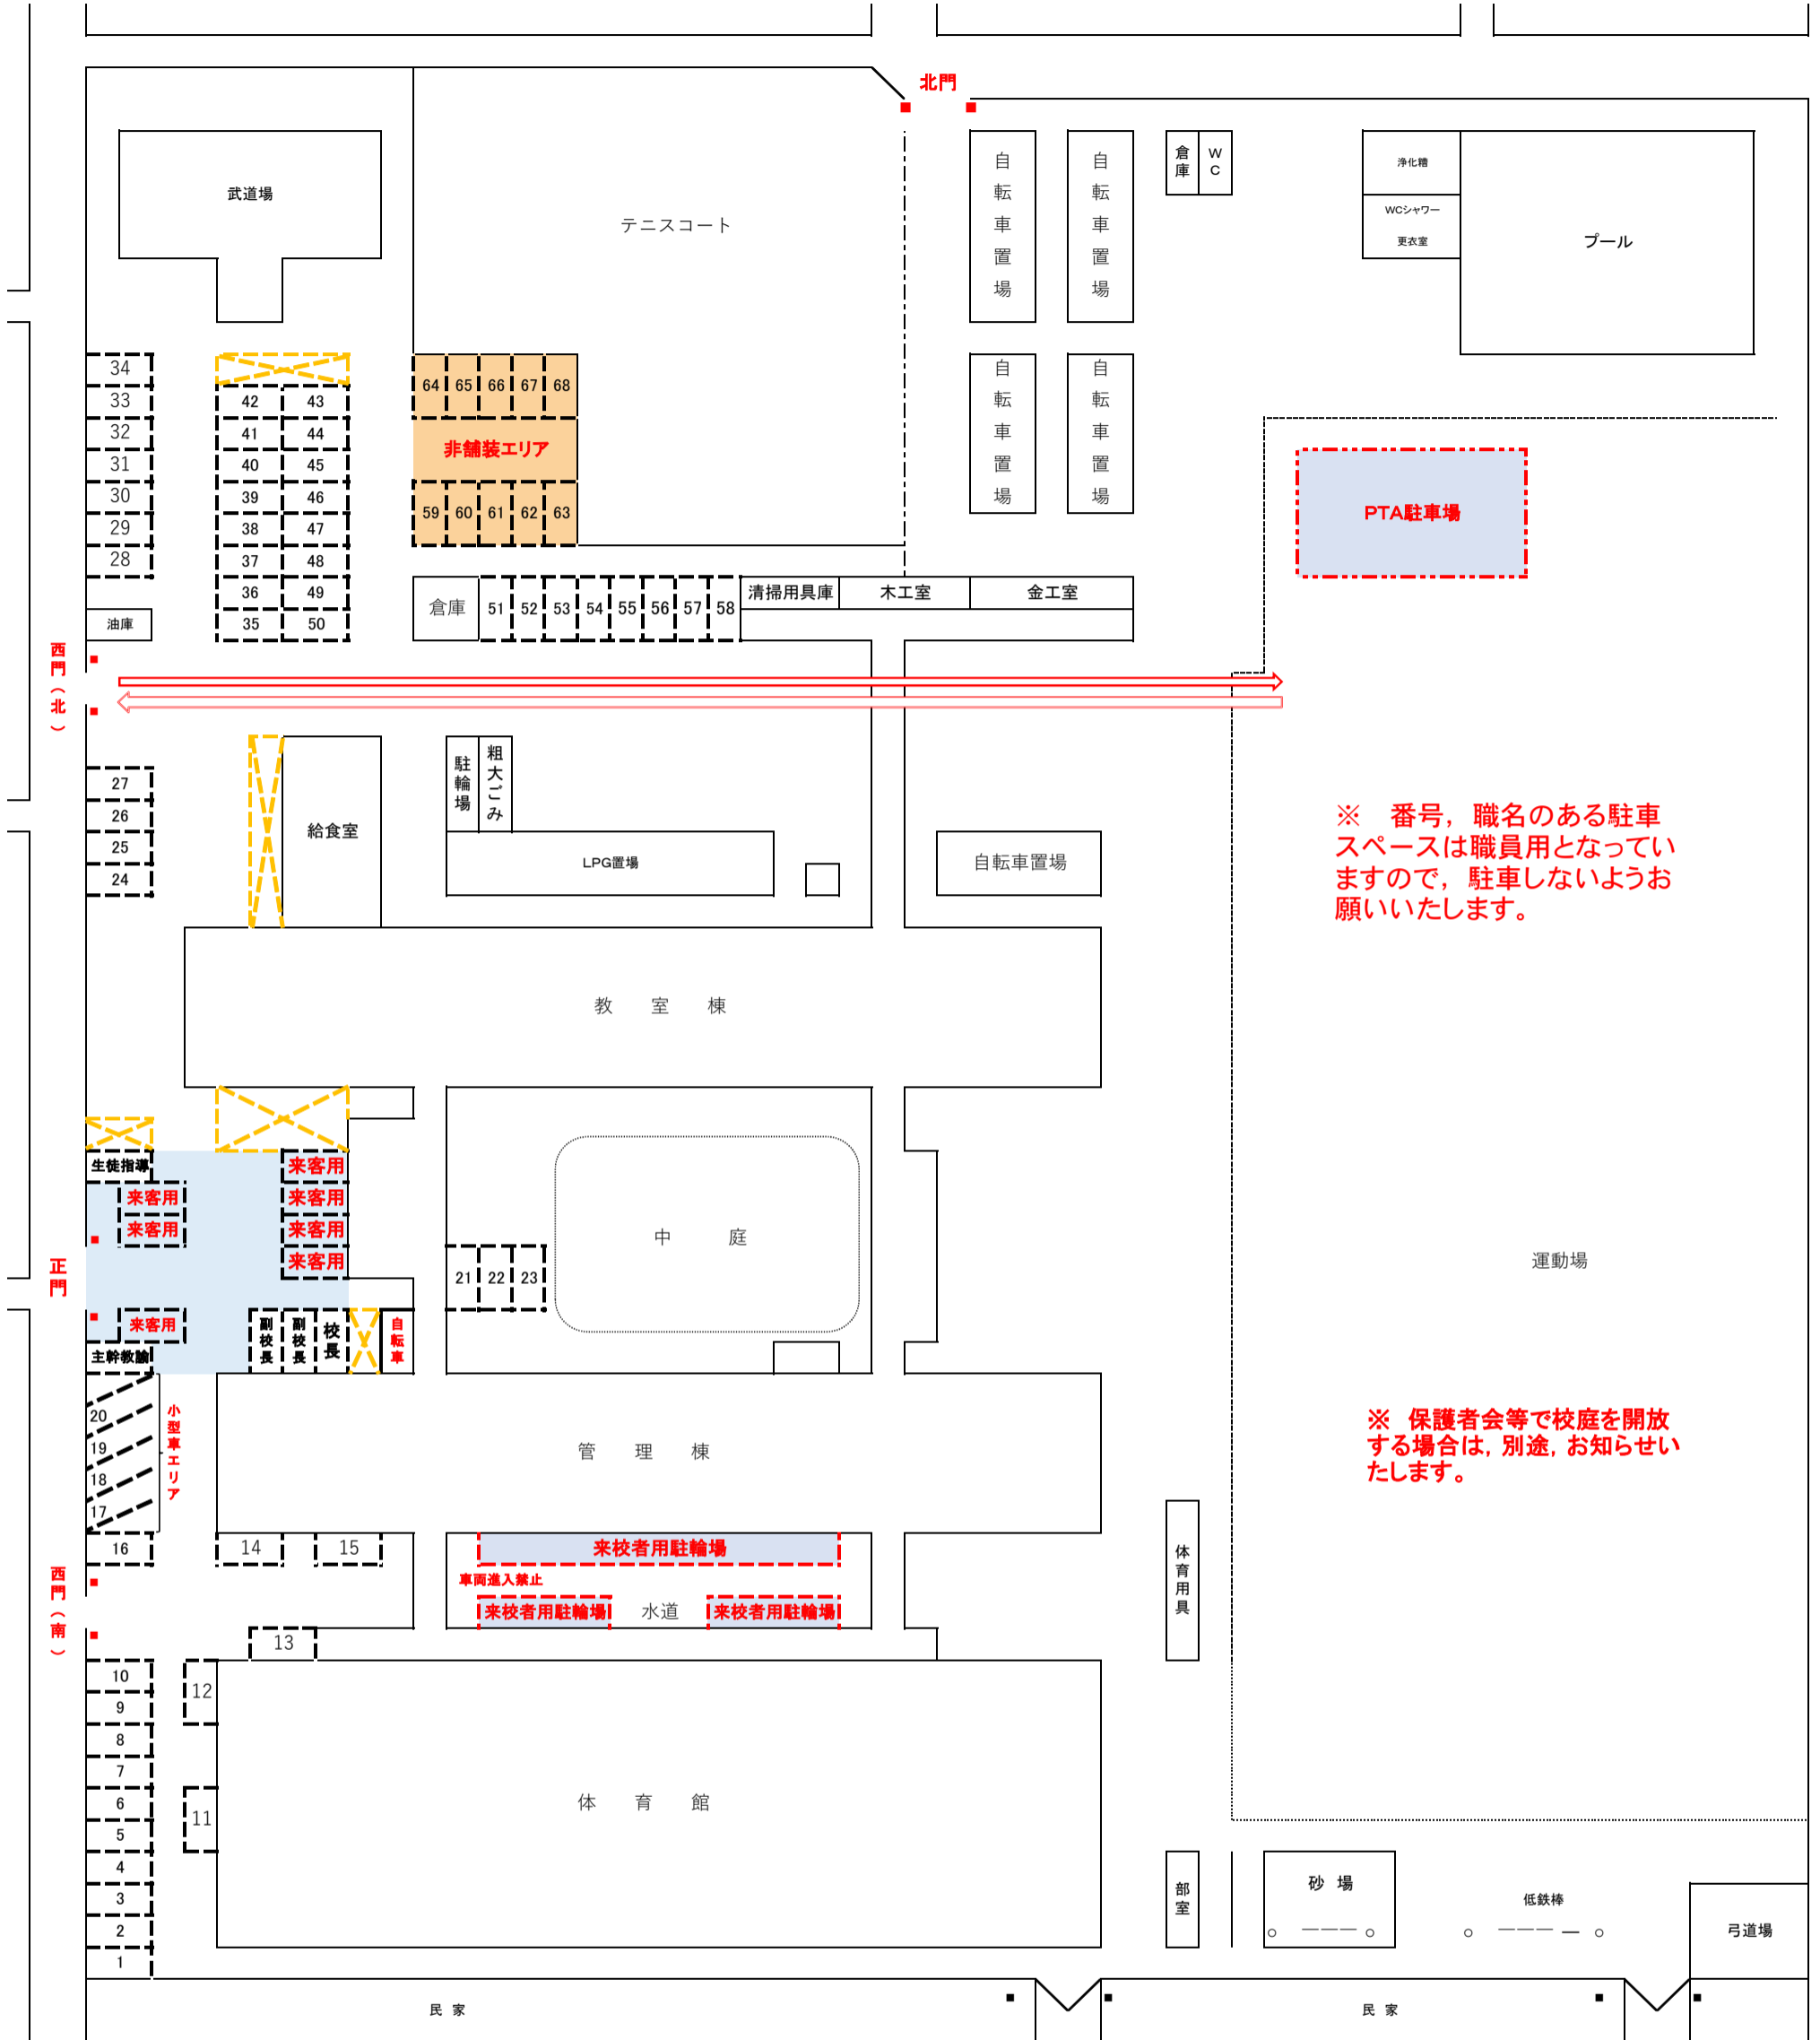 北門
武道場
テニスコート
自転車置場
自転車置場
倉庫
WC
浄化糟
WCシャワー
更衣室
プール
34
33
32
31
30
29
28
油庫
42 43
41 44
40 45
39 46
38 47
37 48
36 49
35 50
64 65 66 67 68
非舗装エリア
59 60 61 62 63
自転車置場
自転車置場
PTA駐車場
倉庫
51 52 53 54 55 56 57 58
清掃用具庫
木工室
金工室
西門(北)
27
26
25
24
給食室
駐輪場
粗大ごみ
LPG置場
自転車置場
※ 番号，職名のある駐車
スペースは職員用となってい
ますので，駐車しないようお
願いいたします。
教室棟
生徒指導
来客用
来客用
来客用
来客用
来客用
来客用
正門
来客用
主幹教諭
副校長
副校長
校長
自転車
21 22 23
中庭
運動場
20
19
18
17
小型車エリア
管理棟
※ 保護者会等で校庭を開放
する場合は，別途，お知らせい
たします。
16
14
15
来校者用駐輪場
車両進入禁止
来校者用駐輪場
水道
来校者用駐輪場
体育用具
西門(南)
13
12
11
10
9
8
7
6
5
4
3
2
1
体育館
部室
砂場
低鉄棒
弓道場
民家
民家